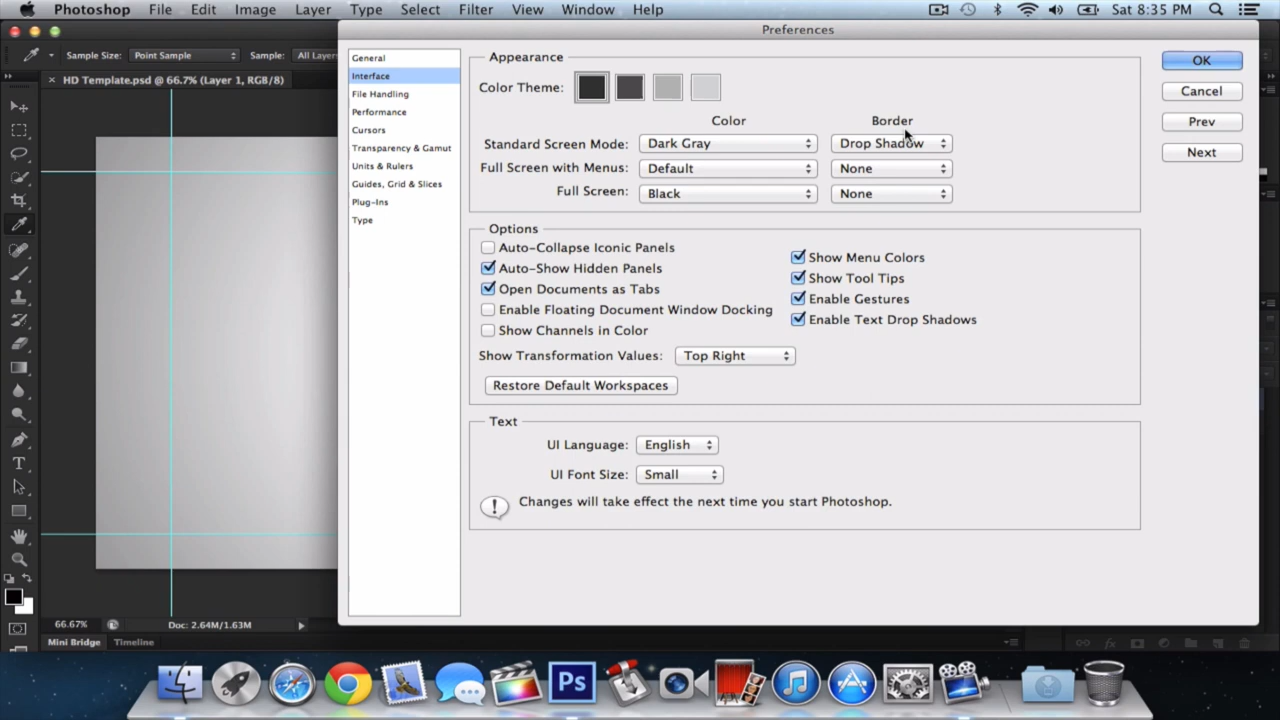 Photoshop File Edit Image Layer Type Select Filter View Window Help Sat 8:35 PM
Preferences
Sample Size: Point Sample Sample: All Layer
× HD Template.psd @ 66.7% (Layer 1, RGB/8)
General
Interface
File Handling
Performance
Cursors
Transparency & Gamut
Units & Rulers
Guides, Grid & Slices
Plug-Ins
Type
Appearance
Color Theme:
Color Border
Standard Screen Mode: Dark Gray Drop Shadow
Full Screen with Menus: Default None
Full Screen: Black None
Options
Auto-Collapse Iconic Panels
Auto-Show Hidden Panels
Open Documents as Tabs
Enable Floating Document Window Docking
Show Channels in Color
Show Menu Colors
Show Tool Tips
Enable Gestures
Enable Text Drop Shadows
Show Transformation Values: Top Right
Restore Default Workspaces
Text
UI Language: English
UI Font Size: Small
! Changes will take effect the next time you start Photoshop.
OK
Cancel
Prev
Next
66.67% Doc: 2.64M/1.63M
Mini Bridge Timeline
fx
Ps